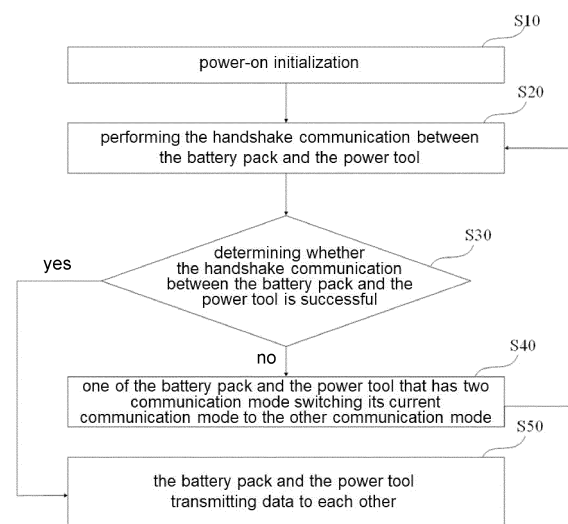 S10
power-on initialization
S20
performing the handshake communication between
the battery pack and the power tool
S30
determining whether
the handshake communication
between the battery pack and the
power tool is successful
yes
no
S40
one of the battery pack and the power tool that has two
communication mode switching its current
communication mode to the other communication mode
S50
the battery pack and the power tool
transmitting data to each other